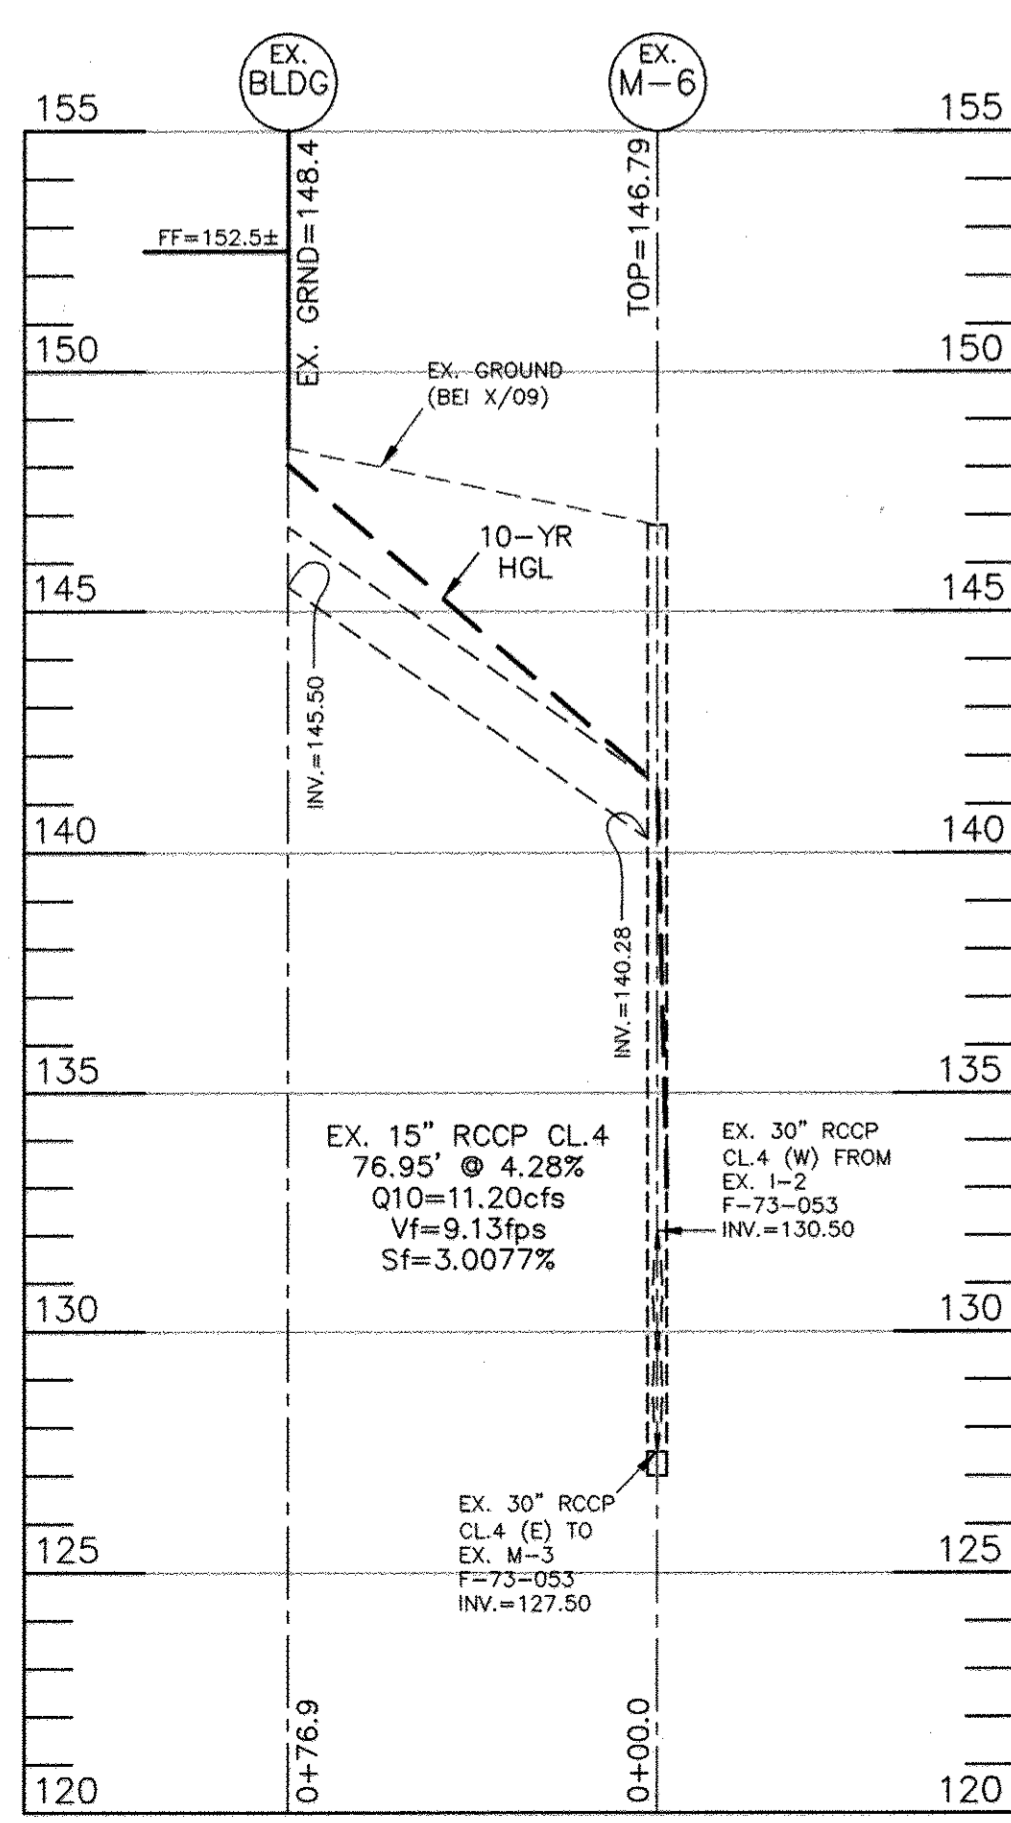 EX.
BLDG
EX.
M-6
155
155
EX. GRND=148.4
TOP=146.79
FF=152.5±
150
150
EX. GROUND
(BEI X/09)
10-YR
HGL
145
145
INV.=145.50
140
140
INV.=140.28
135
135
EX. 15" RCCP CL.4
76.95' @ 4.28%
Q10=11.20cfs
Vf=9.13fps
Sf=3.0077%
EX. 30" RCCP
CL.4 (W) FROM
EX. I-2
F-73-053
INV.=130.50
130
130
EX. 30" RCCP
CL.4 (E) TO
EX. M-3
F-73-053
INV.=127.50
125
125
0+76.9
0+00.0
120
120